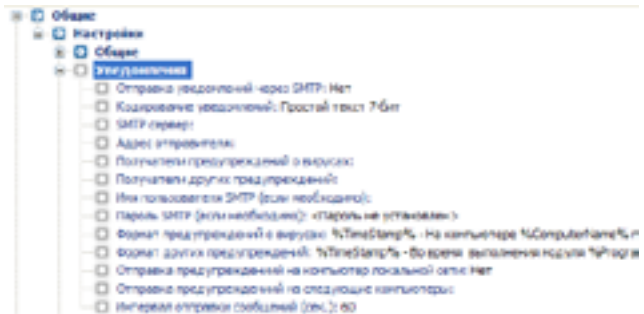 Общие
Настройки
Общие
Уведомления
Отправка уведомлений через SMTP: Нет
Кодирование уведомлений: Простой текст 7-бит
SMTP сервер:
Адрес отправителя:
Получатели предупреждений о вирусах:
Получатели других предупреждений:
Имя пользователя SMTP (если необходимо):
Пароль SMTP (если необходимо): <Пароль не установлен>
Формат предупреждений о вирусах: %TimeStamp% - На компьютере %ComputerName%
Формат других предупреждений: %TimeStamp% - Во время выполнения модуля %Progra
Отправка предупреждений на компьютер локальной сети: Нет
Отправка предупреждений на следующие компьютеры:
Интервал отправки сообщений (сек.): 60